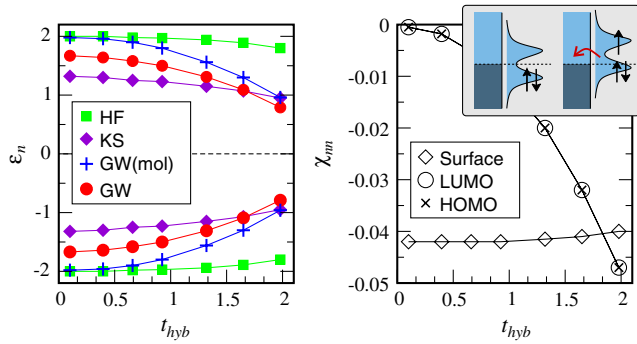 2
1
0
-1
-2
ε_n
HF
KS
GW(mol)
GW
0 0.5 1 1.5 2
t_hyb
0
-0.01
-0.02
-0.03
-0.04
-0.05
χ_nn
Surface
LUMO
HOMO
0 0.5 1 1.5 2
t_hyb